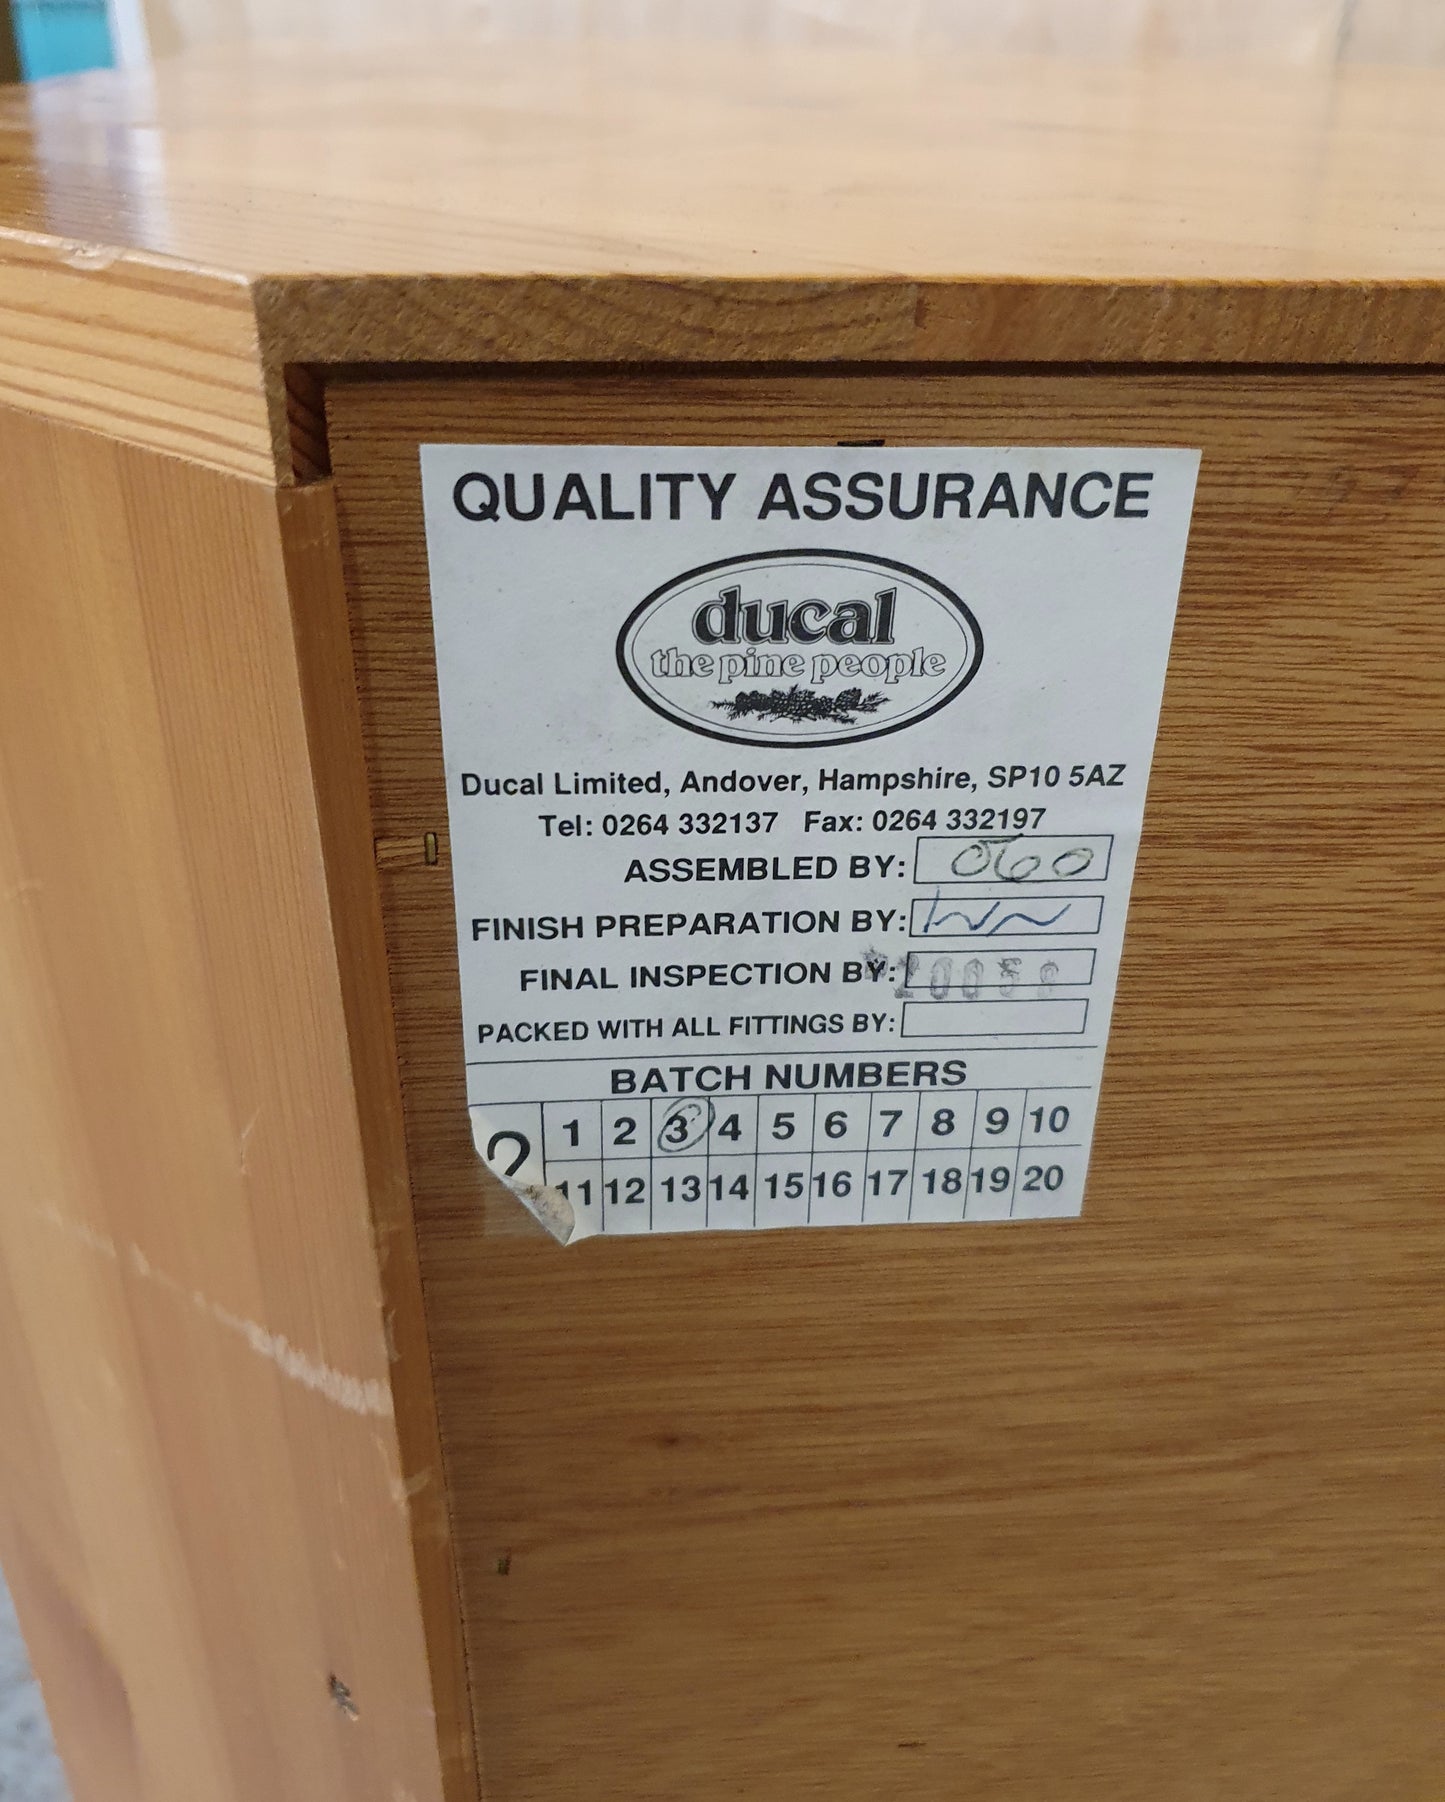 QUALITY ASSURANCE
ducal
the pine people
Ducal Limited, Andover, Hampshire, SP10 5AZ
Tel: 0264 332137 Fax: 0264 332197
ASSEMBLED BY: 060
FINISH PREPARATION BY:
FINAL INSPECTION BY:
PACKED WITH ALL FITTINGS BY:
BATCH NUMBERS
2 1 2 3 4 5 6 7 8 9 10
11 12 13 14 15 16 17 18 19 20